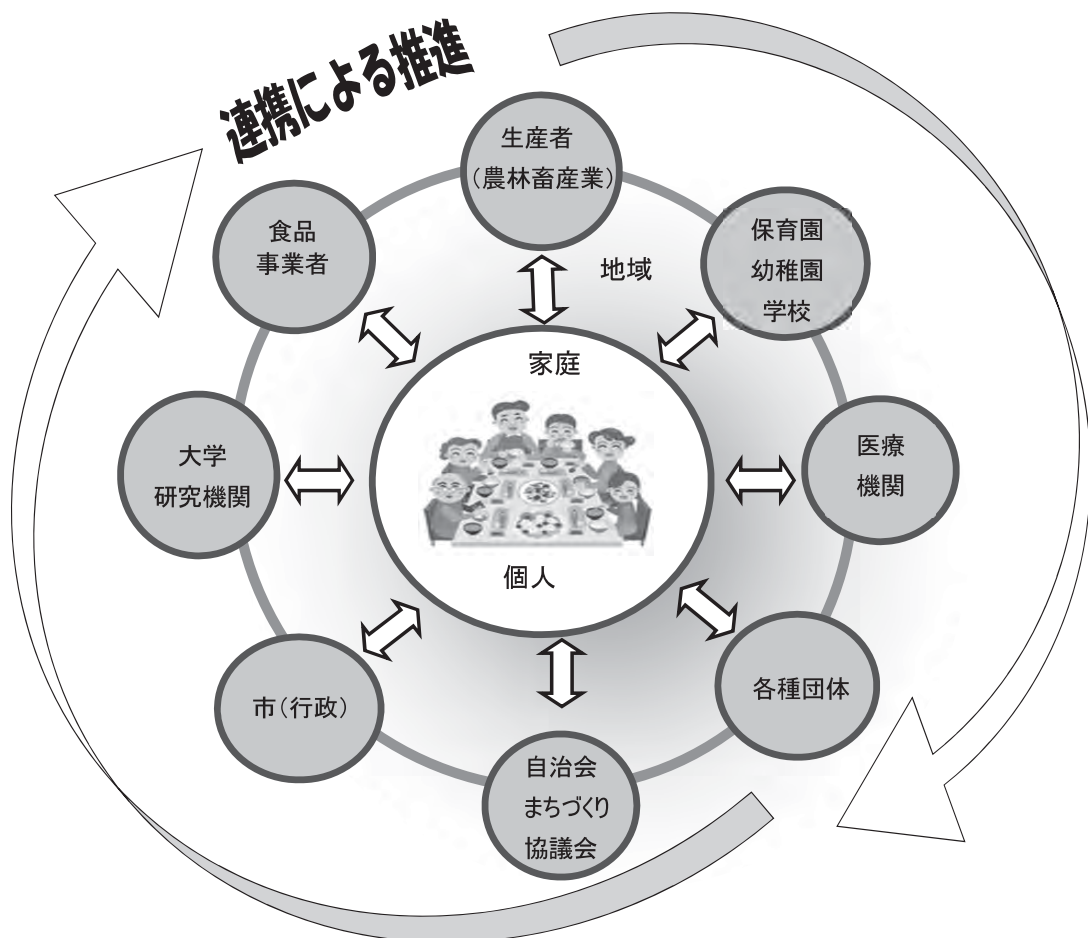 連携による推進
生産者
(農林畜産業)
食品
事業者
地域
保育園
幼稚園
学校
家庭
大学
研究機関
医療
機関
個人
市(行政)
各種団体
自治会
まちづくり
協議会